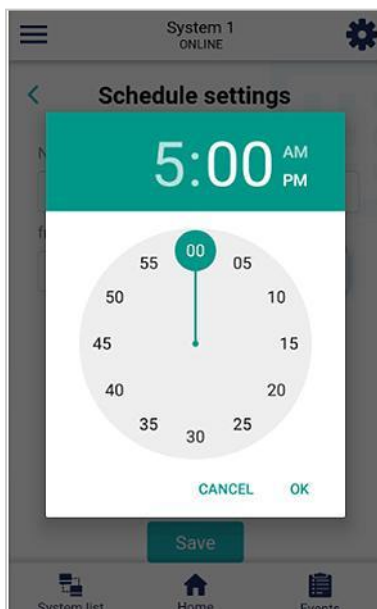 System 1
ONLINE
Schedule settings
N
5:00 AM
PM
f
00
55 05
50 10
45 15
40 20
35 25
30
CANCEL OK
Save
System list Home Events